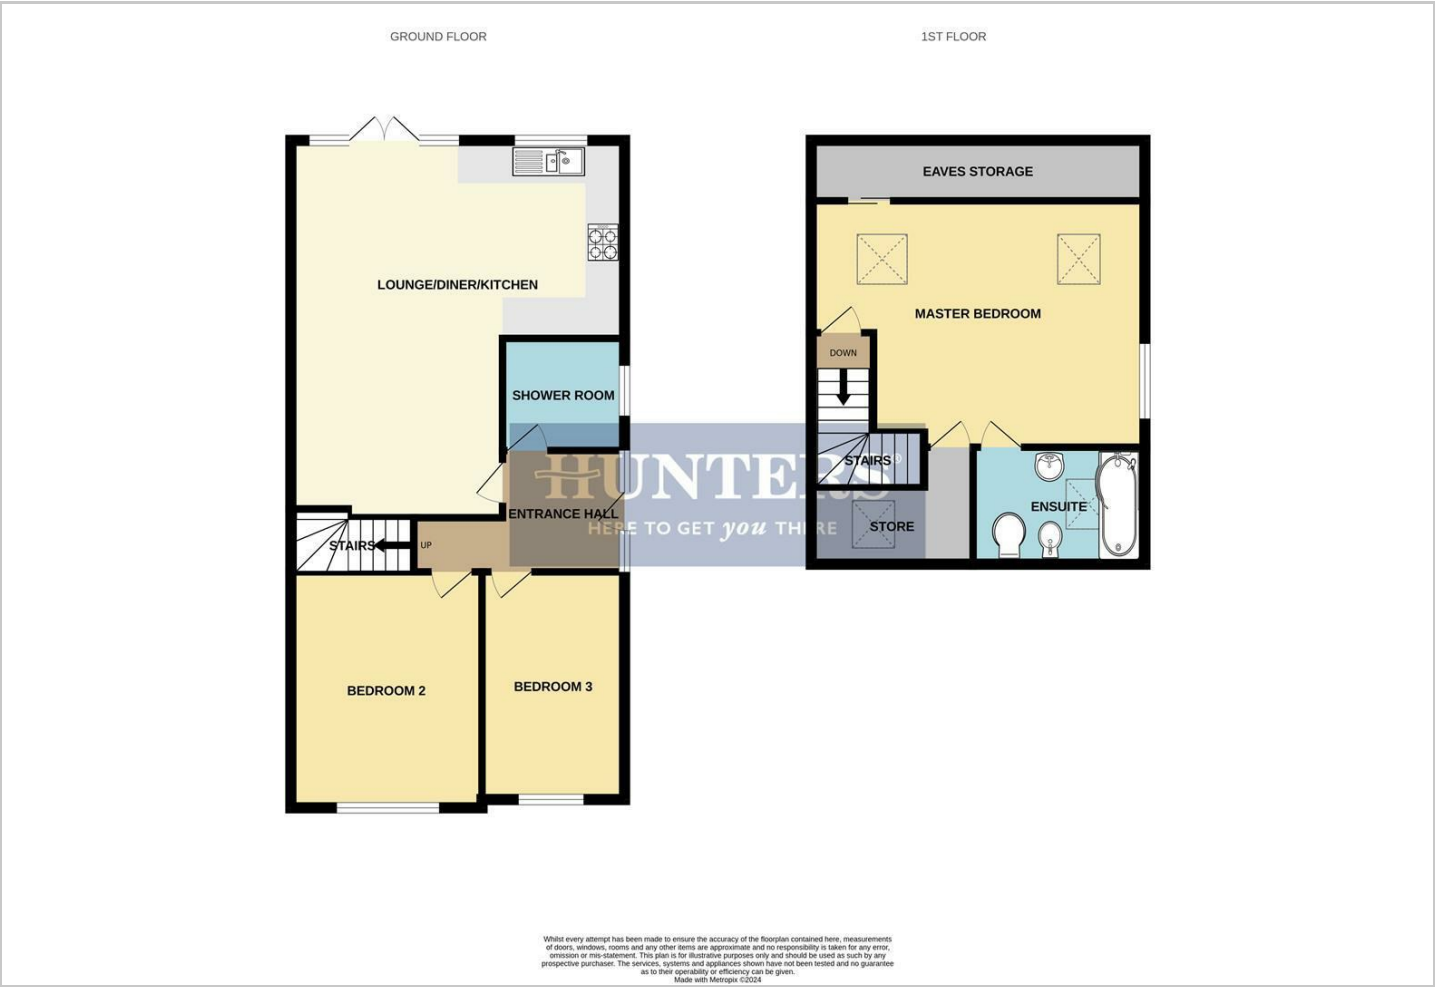 GROUND FLOOR
1ST FLOOR
LOUNGE/DINER/KITCHEN
SHOWER ROOM
ENTRANCE HALL
STAIRS
UP
BEDROOM 2
BEDROOM 3
EAVES STORAGE
MASTER BEDROOM
DOWN
STAIRS
STORE
ENSUITE
HUNTERS®
HERE TO GET you THERE
Whilst every attempt has been made to ensure the accuracy of the floorplan contained here, measurements
of doors, windows, rooms and any other items are approximate and no responsibility is taken for any error,
omission or mis-statement. This plan is for illustrative purposes only and should be used as such by any
prospective purchaser. The services, systems and appliances shown have not been tested and no guarantee
as to their operability or efficiency can be given.
Made with Metropix ©2024